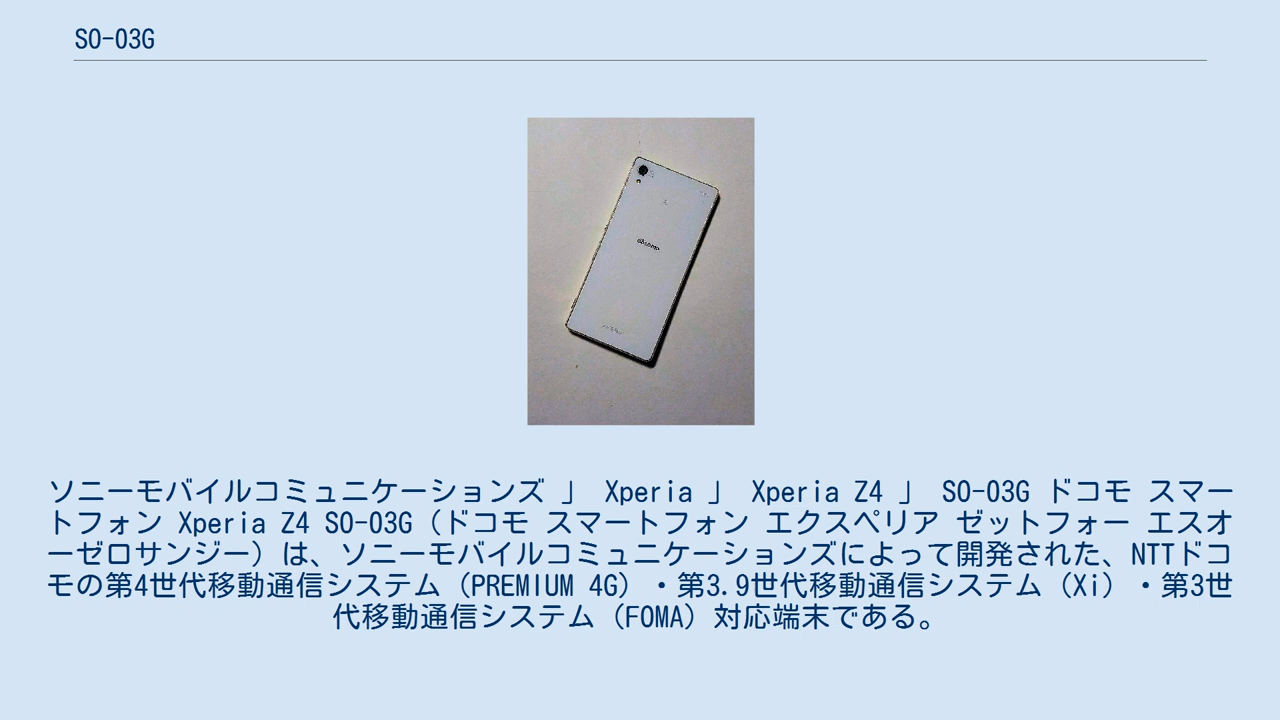 SO-03G
ソニーモバイルコミュニケーションズ 」 Xperia 」 Xperia Z4 」 SO-03G ドコモ スマー
トフォン Xperia Z4 SO-03G（ドコモ スマートフォン エクスペリア ゼットフォー エスオ
ーゼロサンジー）は、ソニーモバイルコミュニケーションズによって開発された、NTTドコ
モの第4世代移動通信システム（PREMIUM 4G）・第3.9世代移動通信システム（Xi）・第3世
代移動通信システム（FOMA）対応端末である。